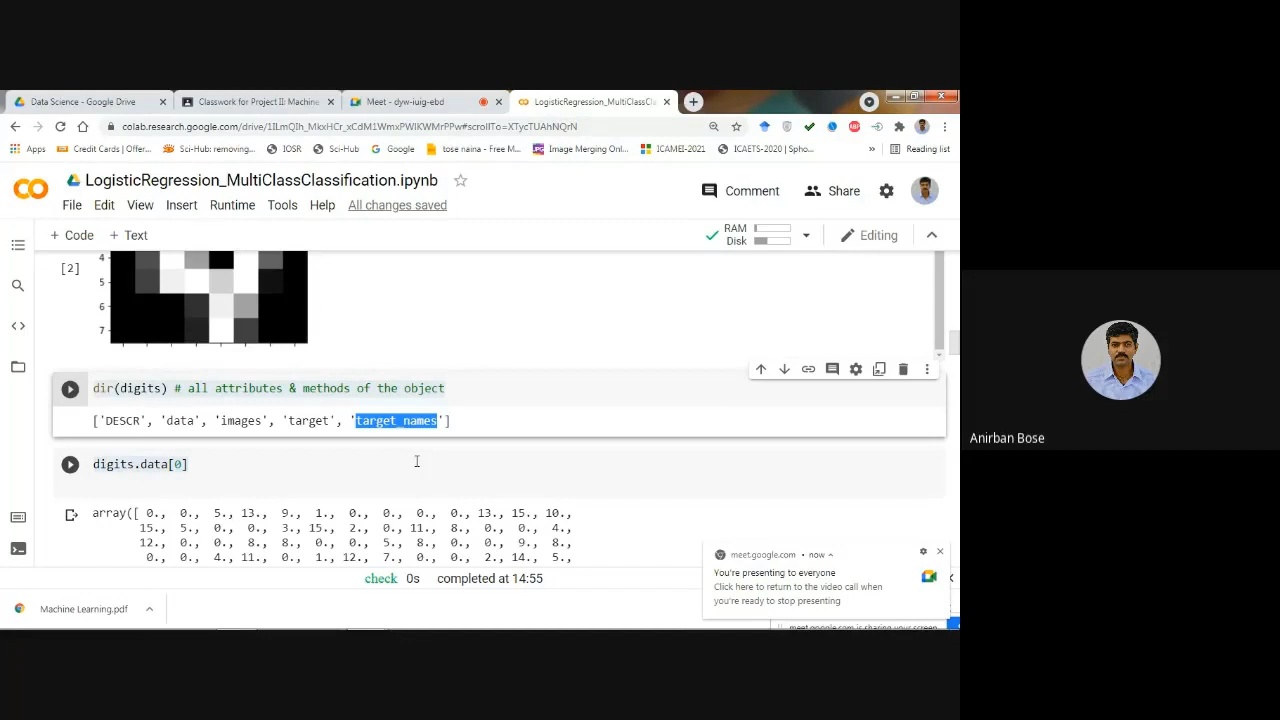 Data Science - Google Drive
Classwork for Project II: Machine
Meet - dyw-iuig-ebd
LogisticRegression_MultiClassCla
Apps
Credit Cards | Offer...
Sci-Hub: removing...
IOSR
Sci-Hub
Google
tose naina - Free M...
Image Merging Onl...
ICAMEI-2021
ICAETS-2020 | Spho...
»
Reading list
LogisticRegression_MultiClassClassification.ipynb
Comment
Share
File Edit View Insert Runtime Tools Help All changes saved
+ Code + Text
RAM
Disk
Editing
[2]
4
5
6
7
dir(digits) # all attributes & methods of the object
['DESCR', 'data', 'images', 'target', 'target_names']
digits.data[0]
array([ 0., 0., 5., 13., 9., 1., 0., 0., 0., 0., 13., 15., 10.,
15., 5., 0., 0., 3., 15., 2., 0., 11., 8., 0., 0., 4.,
12., 0., 0., 8., 8., 0., 0., 5., 8., 0., 0., 9., 8.,
0., 0., 4., 11., 0., 1., 12., 7., 0., 0., 2., 14., 5.,
check 0s completed at 14:55
meet.google.com • now
You're presenting to everyone
Click here to return to the video call when
you're ready to stop presenting
meet.google.com is sharing your screen
Machine Learning.pdf
Anirban Bose